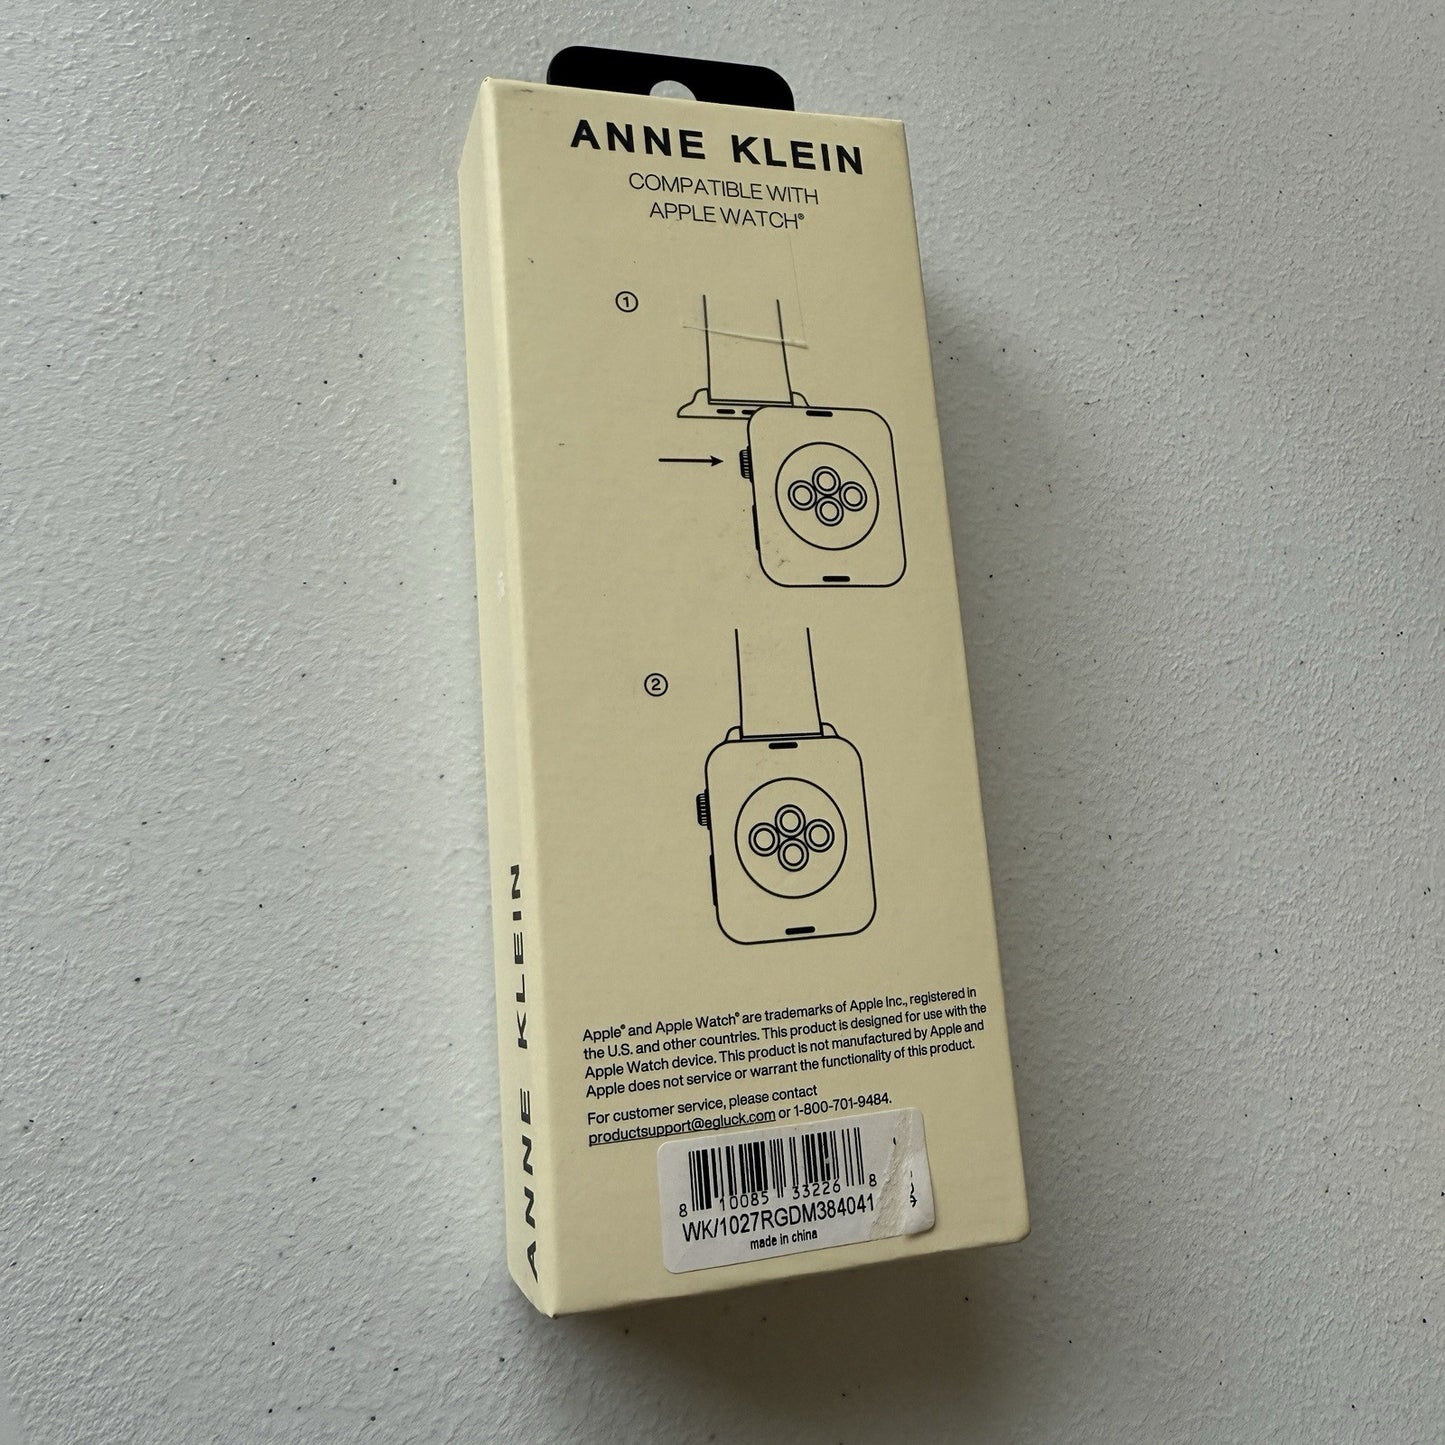 ANNE KLEIN
COMPATIBLE WITH
APPLE WATCH®
1
2
Apple® and Apple Watch® are trademarks of Apple Inc., registered in
the U.S. and other countries. This product is designed for use with the
Apple Watch device. This product is not manufactured by Apple and
Apple does not service or warrant the functionality of this product.
For customer service, please contact
productsupport@egluck.com or 1-800-701-9484.
8 10085 33226 8
WK/1027RGDM384041
made in china
ANNE KLEIN